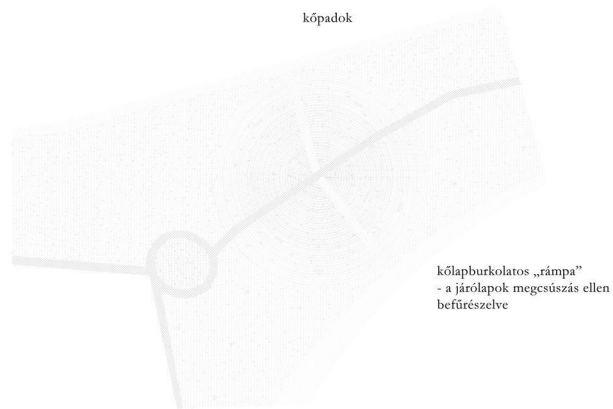 kőpadok
kőlapburkolatos „rámpa”
- a járólapok megcsúszás ellen
befűrészelve